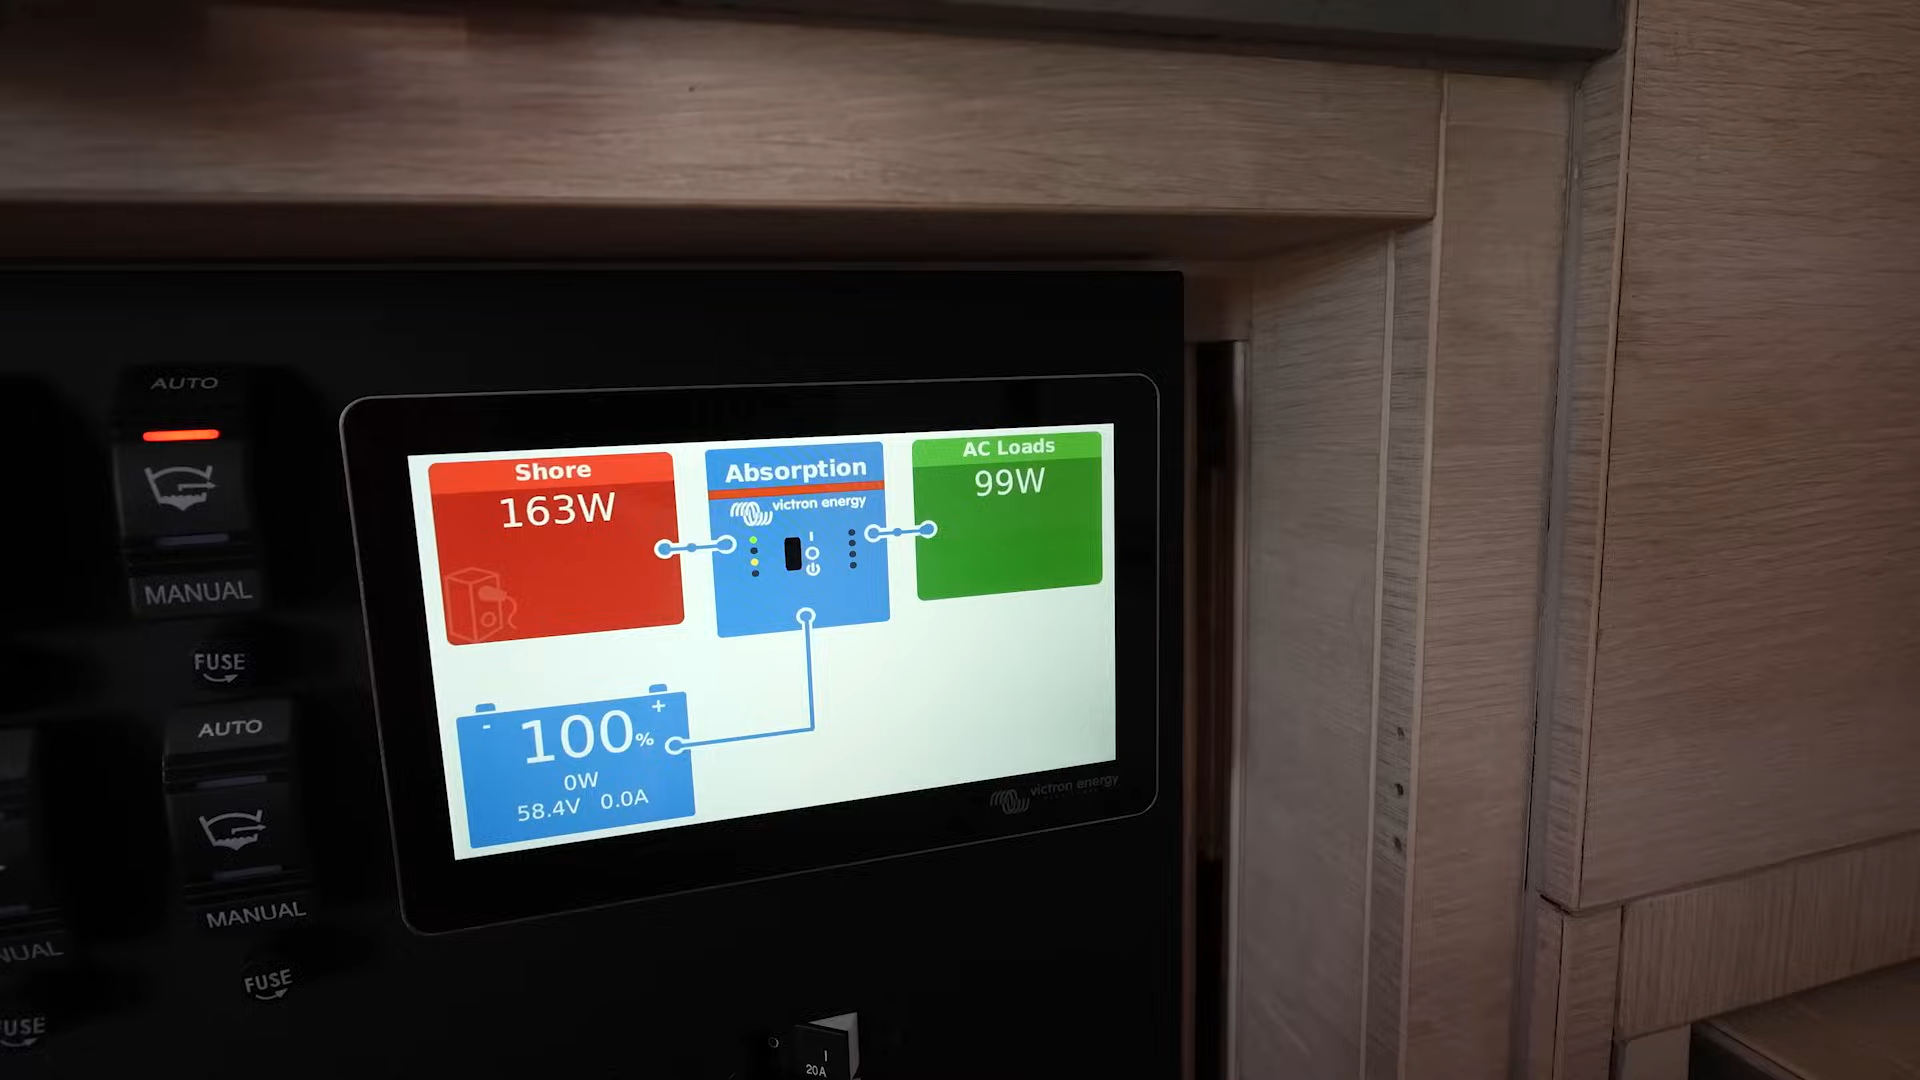 AUTO
MANUAL
FUSE
AUTO
MANUAL
FUSE
Shore
163W
Absorption
victron energy
AC Loads
99W
- +
100%
0W
58.4V 0.0A
victron energy
I
20A